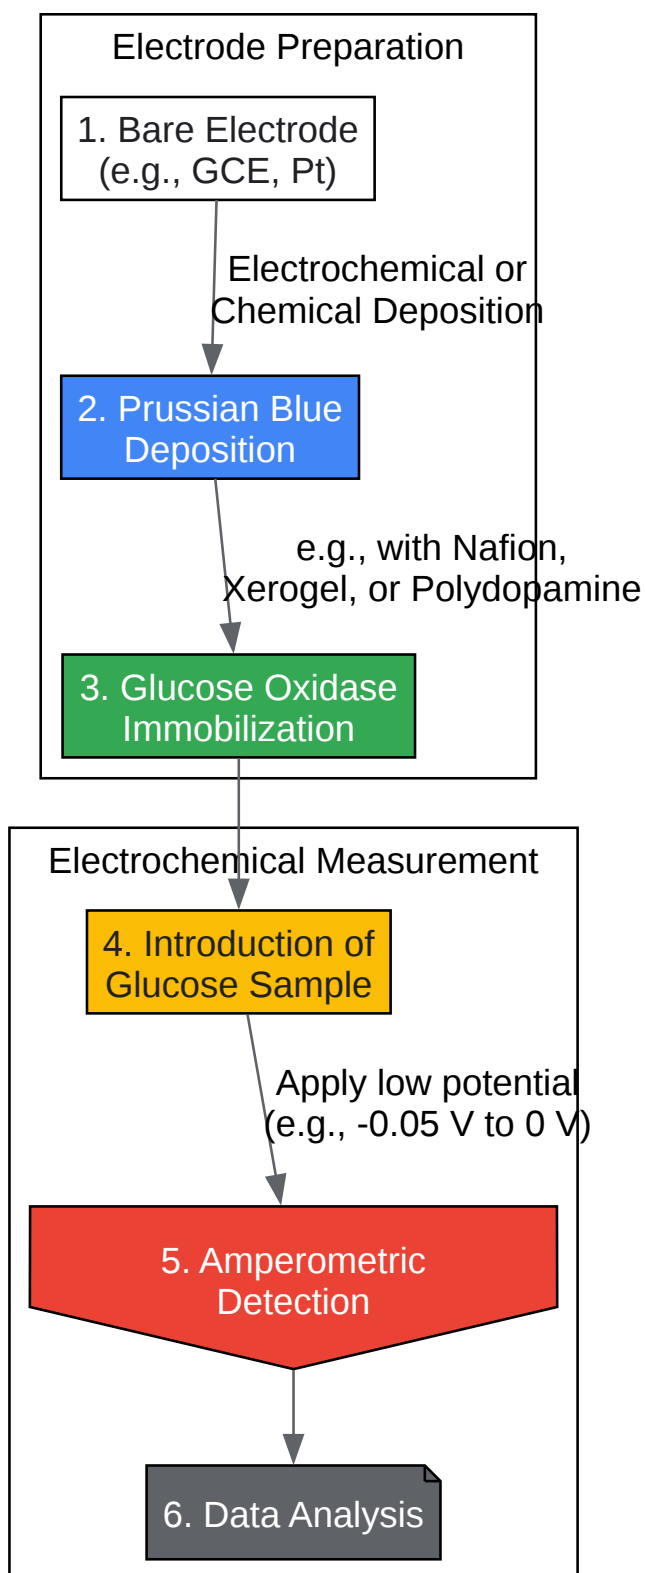 Electrode Preparation
1. Bare Electrode
(e.g., GCE, Pt)
Electrochemical or
Chemical Deposition
2. Prussian Blue
Deposition
e.g., with Nafion,
Xerogel, or Polydopamine
3. Glucose Oxidase
Immobilization
Electrochemical Measurement
4. Introduction of
Glucose Sample
Apply low potential
(e.g., -0.05 V to 0 V)
5. Amperometric
Detection
6. Data Analysis